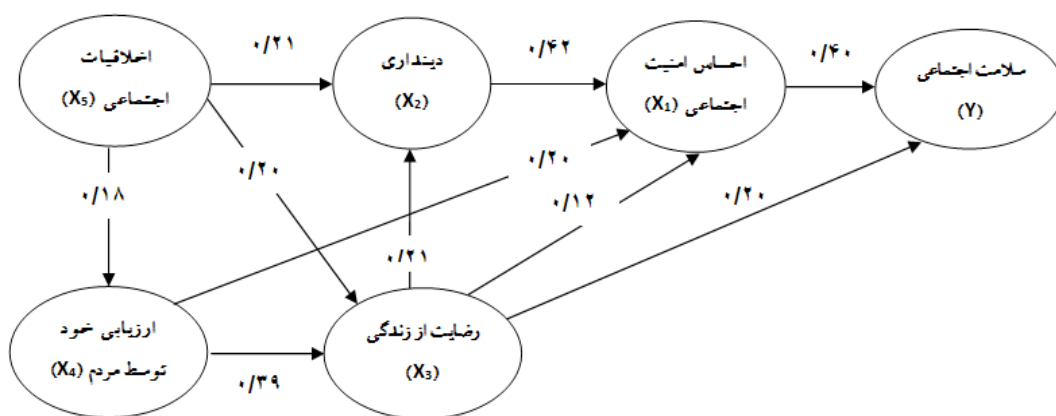 ۰/۲۱
۰/۴۲
۰/۴۰
اخلاقیات
اجتماعی (X₅)
دینداری
(X₂)
احساس امنیت
اجتماعی (X₁)
سلامت اجتماعی
(Y)
۰/۱۸
۰/۲۰
۰/۲۰
۰/۱۲
۰/۲۰
۰/۲۱
ارزیابی خود
توسط مردم (X₄)
رضایت از زندگی
(X₃)
۰/۳۹